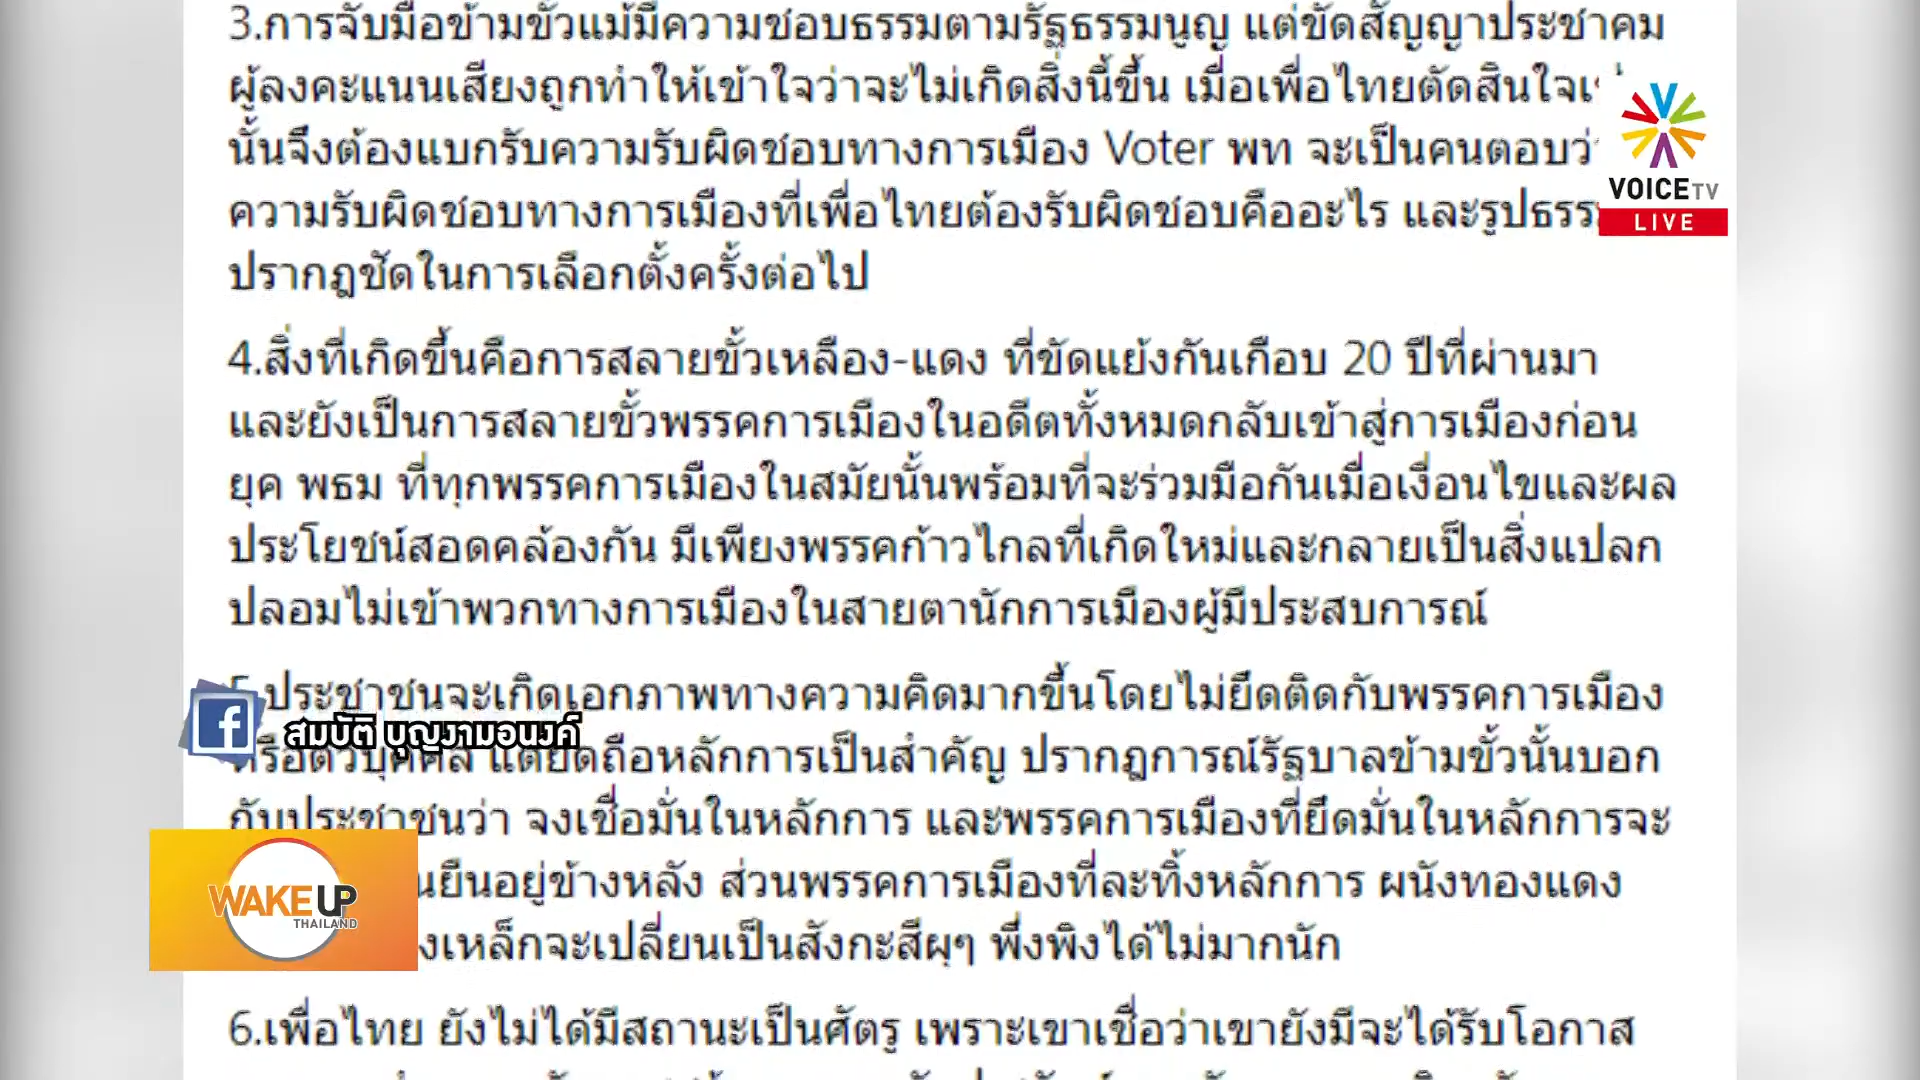 3.การจับมือข้ามขั้วแม้มีความชอบธรรมตามรัฐธรรมนูญ แต่ขัดสัญญาประชาคม
ผู้ลงคะแนนเสียงถูกทำให้เข้าใจว่าจะไม่เกิดสิ่งนี้ขึ้น เมื่อเพื่อไทยตัดสินใจ
นั้นจึงต้องแบกรับความรับผิดชอบทางการเมือง Voter พท จะเป็นคนตอบ
ความรับผิดชอบทางการเมืองที่เพื่อไทยต้องรับผิดชอบคืออะไร และ
ปรากฎชัดในการเลือกตั้งครั้งต่อไป
VOICE TV
LIVE
4.สิ่งที่เกิดขึ้นคือการสลายขั้วเหลือง-แดง ที่ขัดแย้งกันเกือบ 20 ปีที่ผ่านมา
และยังเป็นการสลายขั้วพรรคการเมืองในอดีตทั้งหมดกลับเข้าสู่การเมืองก่อน
ยุค พธม ที่ทุกพรรคการเมืองในสมัยนั้นพร้อมที่จะร่วมมือกันเมื่อเงื่อนไขและผล
ประโยชน์สอดคล้องกัน มีเพียงพรรคก้าวไกลที่เกิดใหม่และกลายเป็นสิ่งแปลก
ปลอมไม่เข้าพวกทางการเมืองในสายตานักการเมืองผู้มีประสบการณ์
5.ประชาชนจะเกิดเอกภาพทางความคิดมากขึ้นโดยไม่ยึดติดกับพรรคการเมือง
f สมบัติ บุญงามอนงค์
หรือตัวบุคคล แต่ยึดถือหลักการเป็นสำคัญ ปรากฎการณ์รัฐบาลข้ามขั้วนั้นบอก
กับประชาชนว่า จงเชื่อมั่นในหลักการ และพรรคการเมืองที่ยึดมั่นในหลักการจะ
ยืนอยู่ข้างหลัง ส่วนพรรคการเมืองที่ละทิ้งหลักการ ผนังทองแดง
เหล็กจะเปลี่ยนเป็นสังกะสีผุๆ พึ่งพิงได้ไม่มากนัก
WAKE UP
THAILAND
6.เพื่อไทย ยังไม่ได้มีสถานะเป็นศัตรู เพราะเขาเชื่อว่าเขายังมีจะได้รับโอกาส